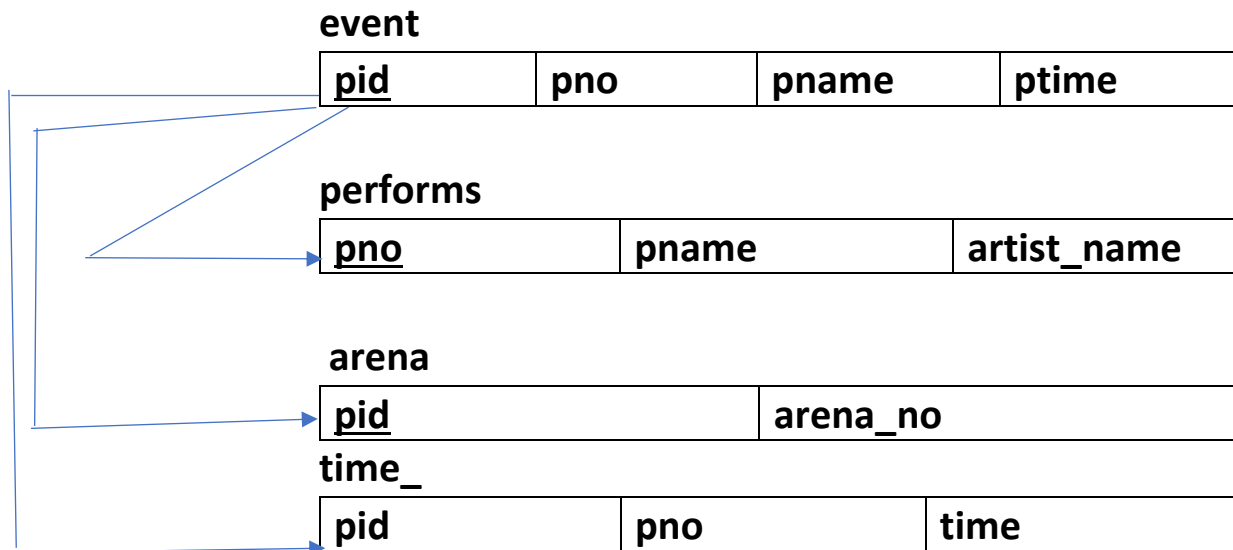 event
pid pno pname ptime
performs
pno pname artist_name
arena
pid arena_no
time_
pid pno time